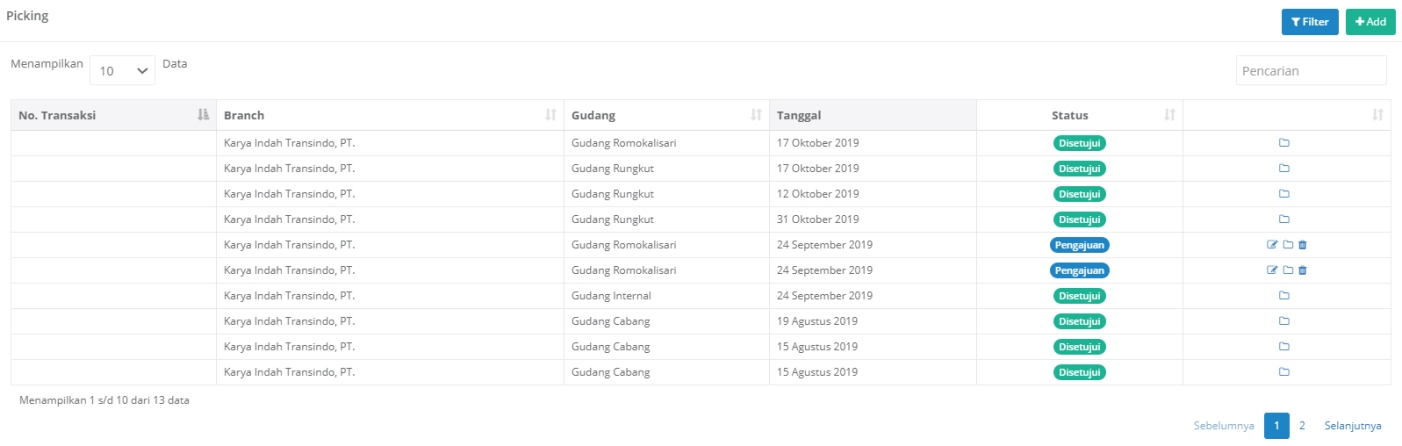 Picking
Filter
Add
Menampilkan 10 Data
Pencarian
No. Transaksi Branch Gudang Tanggal Status
Karya Indah Transindo, PT. Gudang Romokalisari 17 Oktober 2019 Disetujui
Karya Indah Transindo, PT. Gudang Rungkut 17 Oktober 2019 Disetujui
Karya Indah Transindo, PT. Gudang Rungkut 12 Oktober 2019 Disetujui
Karya Indah Transindo, PT. Gudang Rungkut 31 Oktober 2019 Disetujui
Karya Indah Transindo, PT. Gudang Romokalisari 24 September 2019 Pengajuan
Karya Indah Transindo, PT. Gudang Romokalisari 24 September 2019 Pengajuan
Karya Indah Transindo, PT. Gudang Internal 24 September 2019 Disetujui
Karya Indah Transindo, PT. Gudang Cabang 19 Agustus 2019 Disetujui
Karya Indah Transindo, PT. Gudang Cabang 15 Agustus 2019 Disetujui
Karya Indah Transindo, PT. Gudang Cabang 15 Agustus 2019 Disetujui
Menampilkan 1 s/d 10 dari 13 data
Sebelumnya 1 2 Selanjutnya